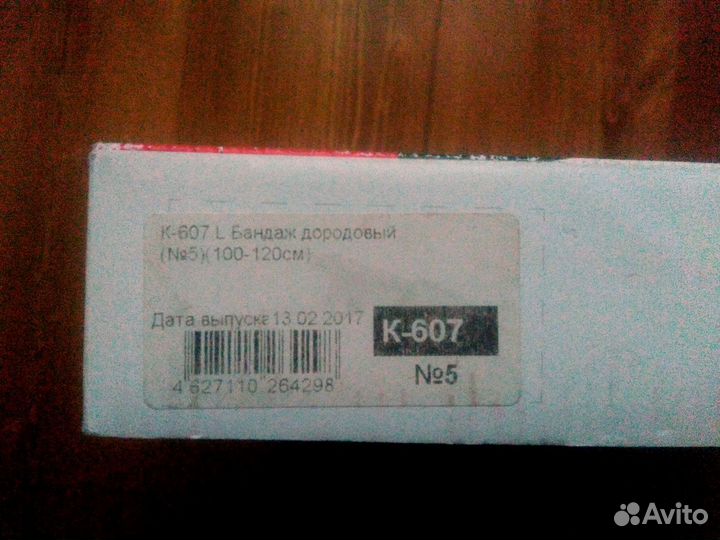 К-607 L Бандаж дородовый
(№5)(100-120см)
Дата выпуска 13 02 2017
К-607
4 627110 264298
№5
Avito